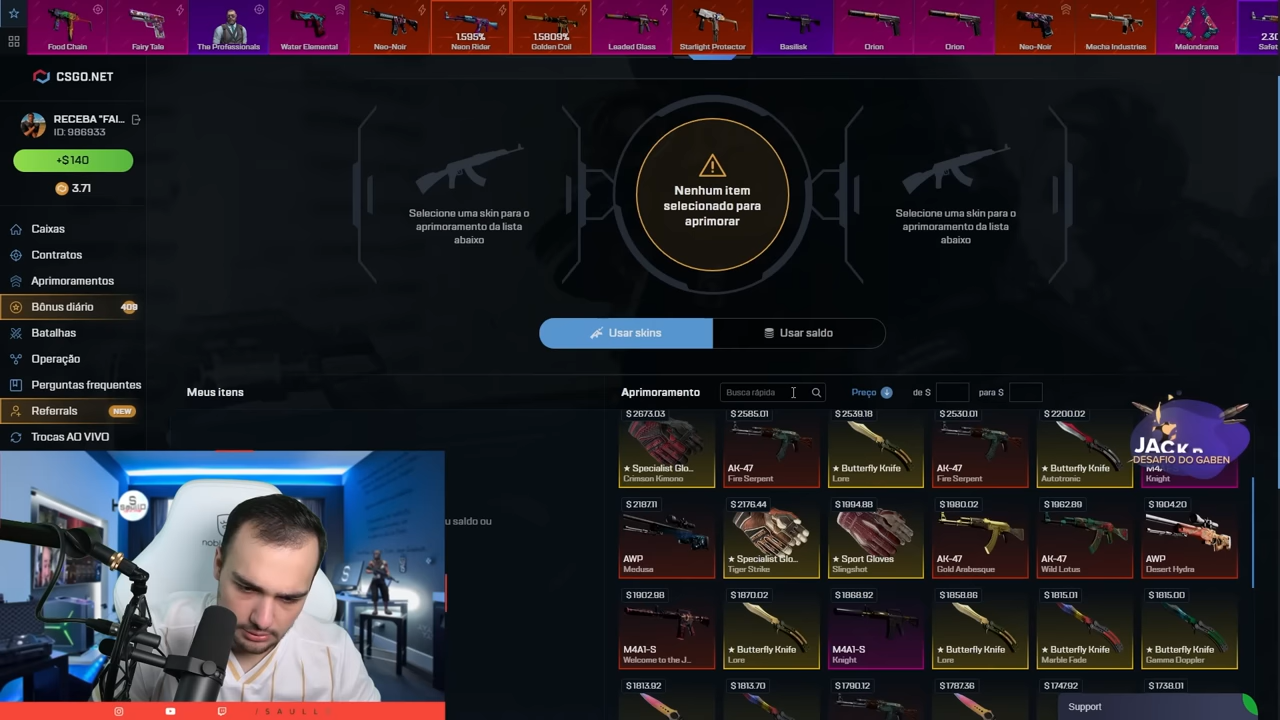 Food Chain
Fairy Tale
The Professionals
Water Elemental
Neo-Noir
1.595%
Neon Rider
1.5809%
Golden Coil
Leaded Glass
Starlight Protector
Basilisk
Orion
Orion
Neo-Noir
Mecha Industries
Melondrama
CSGO.NET
RECEBA "FAI...
ID: 986933
+$ 140
3.71
Caixas
Contratos
Aprimoramentos
Bônus diário 409
Batalhas
Operação
Perguntas frequentes
Referrals NEW
Trocas AO VIVO
Selecione uma skin para o
aprimoramento da lista
abaixo
Nenhum item
selecionado para
aprimorar
Selecione uma skin para o
aprimoramento da lista
abaixo
Usar skins
Usar saldo
Meus itens
Aprimoramento
Busca rápida
Preço
de $
para $
u saldo ou
$ 2673.03
★ Specialist Glo...
Crimson Kimono
$ 2585.01
AK-47
Fire Serpent
$ 2539.18
★ Butterfly Knife
Lore
$ 2530.01
AK-47
Fire Serpent
$ 2200.02
★ Butterfly Knife
Autotronic
Knight
DESAFIO DO GABEN
$ 2187.11
AWP
Medusa
$ 2176.44
★ Specialist Glo...
Tiger Strike
$ 1994.88
★ Sport Gloves
Slingshot
$ 1980.02
AK-47
Gold Arabesque
$ 1962.89
AK-47
Wild Lotus
$ 1904.20
AWP
Desert Hydra
$ 1902.98
M4A1-S
Welcome to the J...
$ 1870.02
★ Butterfly Knife
Lore
$ 1868.92
M4A1-S
Knight
$ 1858.86
★ Butterfly Knife
Lore
$ 1815.01
★ Butterfly Knife
Marble Fade
$ 1815.00
★ Butterfly Knife
Gamma Doppler
$ 1813.92
$ 1813.70
$ 1790.12
$ 1787.36
$ 1747.92
$ 1738.01
Support